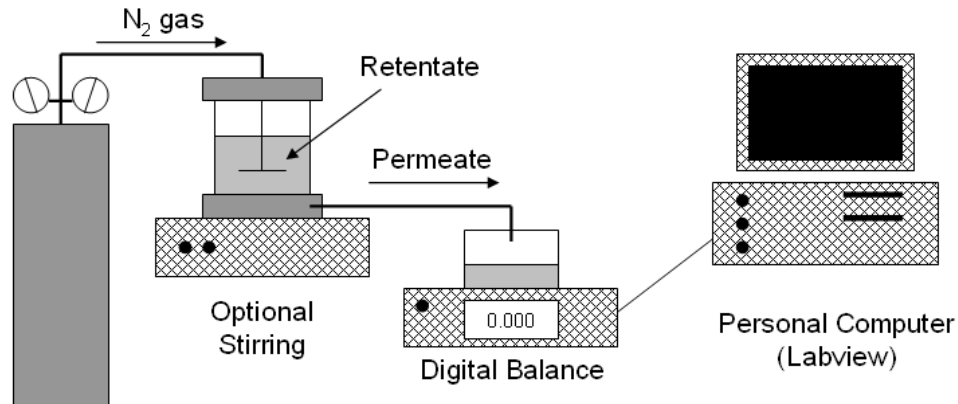 N₂ gas
Retentate
Permeate
Optional
Stirring
0.000
Digital Balance
Personal Computer
(Labview)